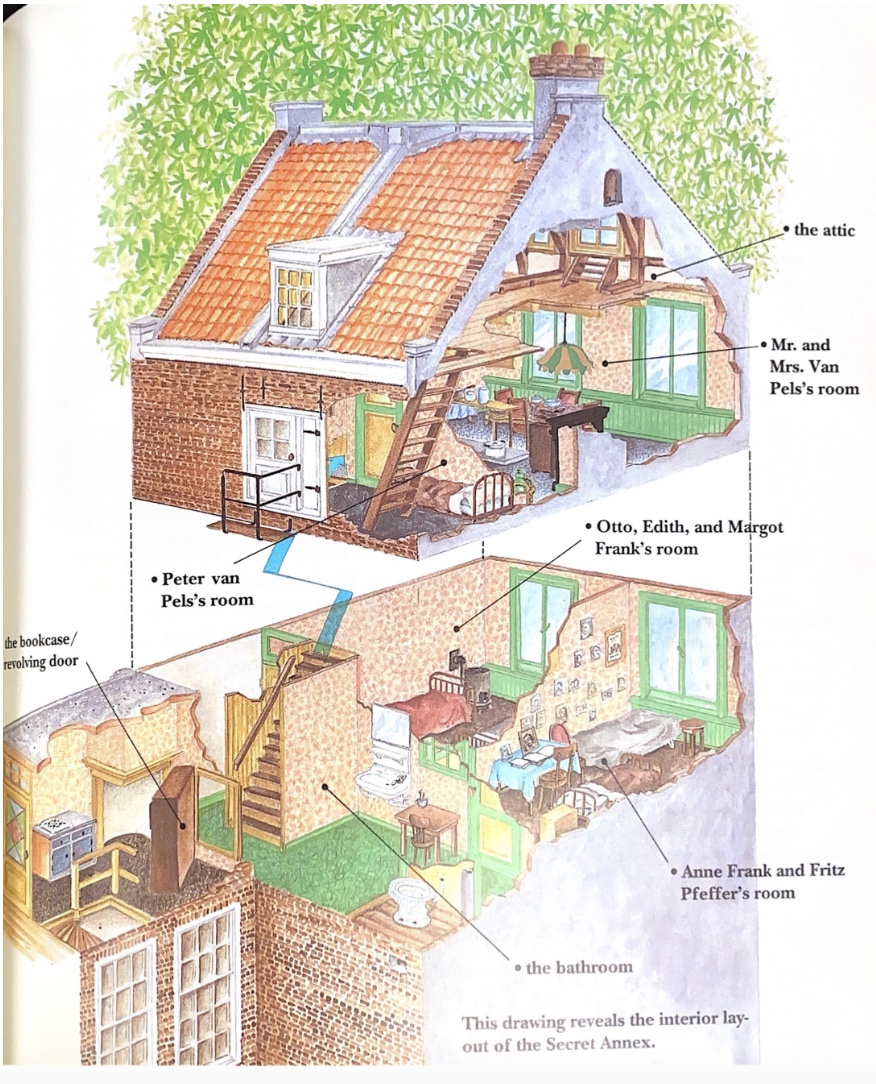 • the attic
• Mr. and
Mrs. Van
Pels's room
• Otto, Edith, and Margot
Frank's room
• Peter van
Pels's room
the bookcase/
revolving door
• Anne Frank and Fritz
Pfeffer's room
• the bathroom
This drawing reveals the interior lay-
out of the Secret Annex.